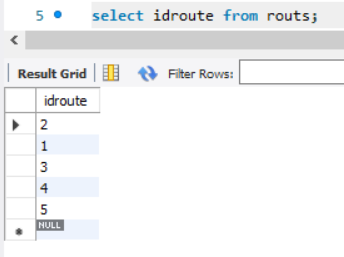 5 select idroute from routs;
Result Grid Filter Rows:
idroute
2
1
3
4
5
NULL